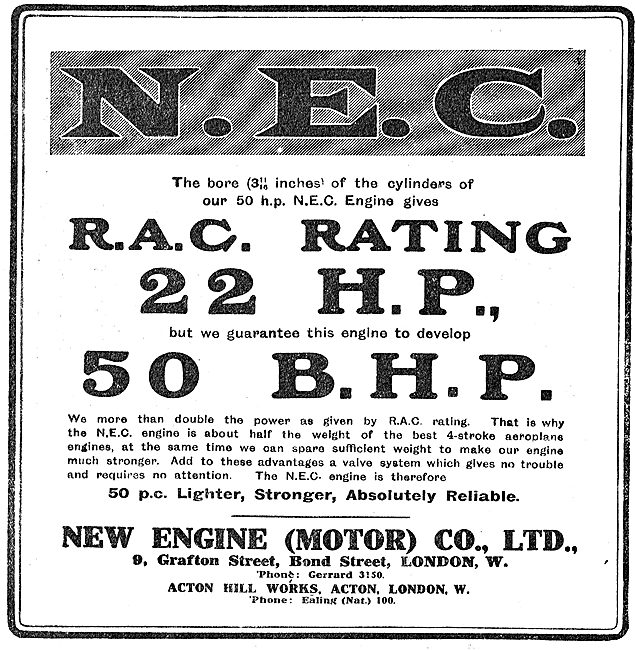 N.E.C.
The bore (3 11/16 inches) of the cylinders of
our 50 h.p. N.E.C. Engine gives
R.A.C. RATING
22 H.P.,
but we guarantee this engine to develop
50 B.H.P.
We more than double the power as given by R.A.C. rating. That is why
the N.E.C. engine is about half the weight of the best 4-stroke aeroplane
engines, at the same time we can spare sufficient weight to make our engine
much stronger. Add to these advantages a valve system which gives no trouble
and requires no attention. The N.E.C. engine is therefore
50 p.c. Lighter, Stronger, Absolutely Reliable.
NEW ENGINE (MOTOR) CO., LTD.,
9, Grafton Street, Bond Street, LONDON, W.
'Phone: Gerrard 3150.
ACTON HILL WORKS, ACTON, LONDON, W.
'Phone: Ealing (Nat.) 100.